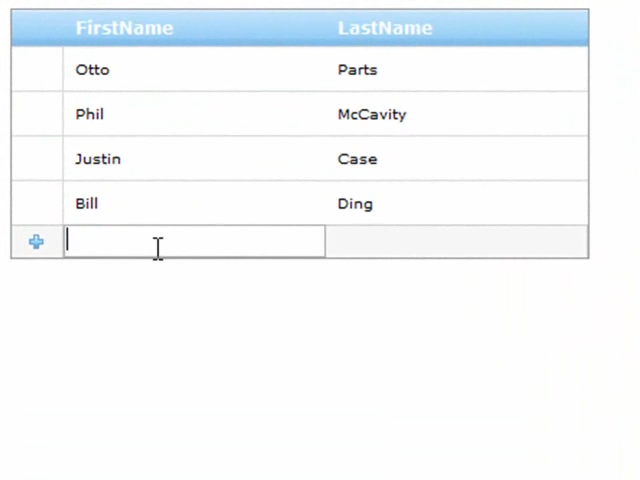 FirstName LastName
Otto Parts
Phil McCavity
Justin Case
Bill Ding